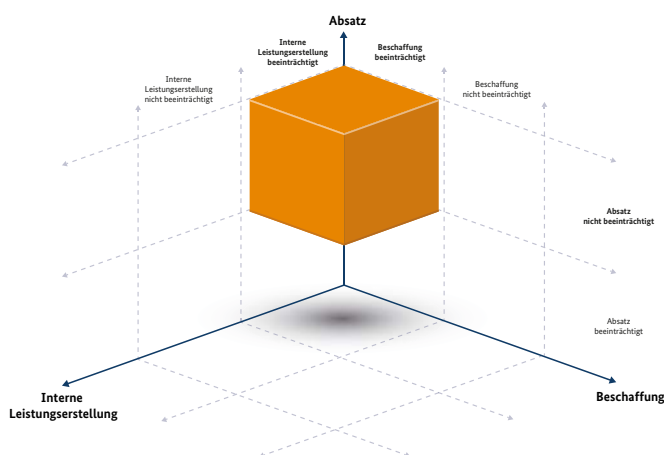 Absatz
Interne
Leistungserstellung
beeinträchtigt
Beschaffung
beeinträchtigt
Interne
Leistungserstellung
nicht beeinträchtigt
Beschaffung
nicht beeinträchtigt
Absatz
nicht beeinträchtigt
Absatz
beeinträchtigt
Interne
Leistungserstellung
Beschaffung